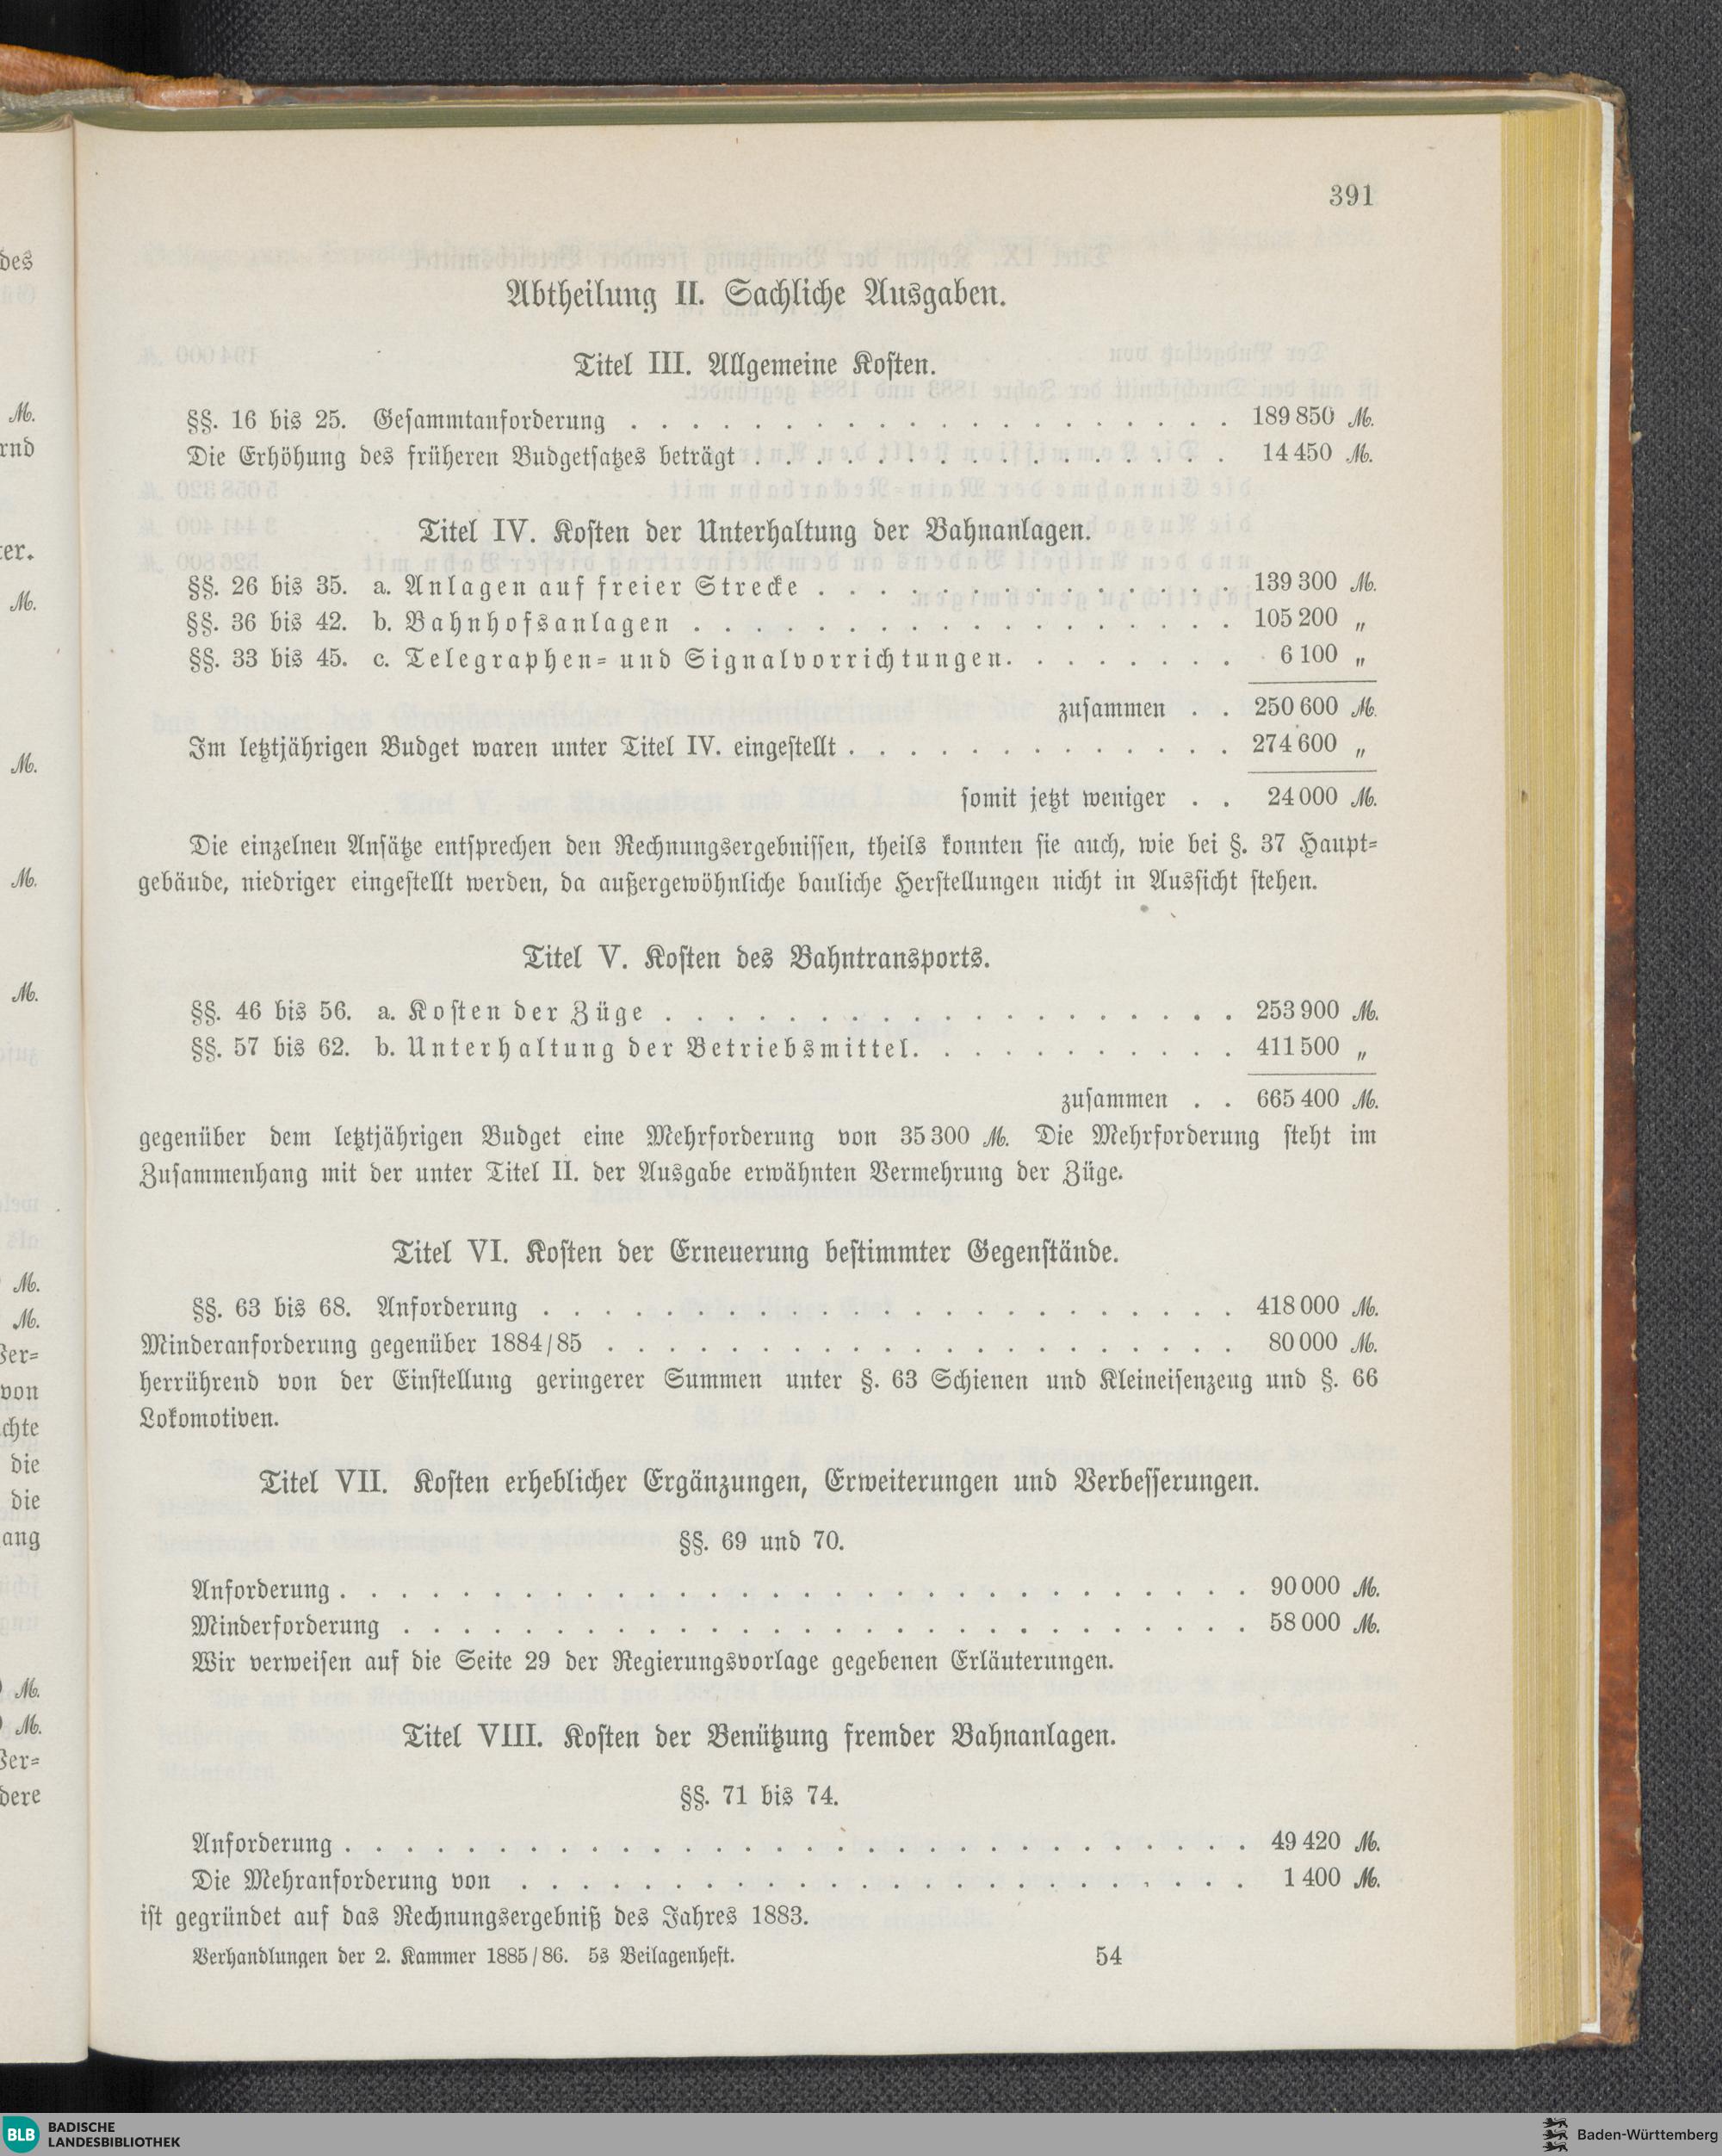 391
Abtheilung II. Sachliche Ausgaben.
Titel III. Allgemeine Kosten.
§§. 16 bis 25. Gesammtanforderung . . . . . . . . . . . . . . . . . . . . 189 850 M.
Die Erhöhung des früheren Budgetsatzes beträgt . . . . . . . . . . . . . . . . 14 450 M.
Titel IV. Kosten der Unterhaltung der Bahnanlagen.
§§. 26 bis 35. a. Anlagen auf freier Strecke . . . . . . . . . . . . . . 139 300 M.
§§. 36 bis 42. b. Bahnhofsanlagen . . . . . . . . . . . . . . . . . . 105 200 „
§§. 33 bis 45. c. Telegraphen- und Signalvorrichtungen. . . . . . . . 6 100 „
zusammen . . 250 600 M.
Im letztjährigen Budget waren unter Titel IV. eingestellt . . . . . . . . . . . . . 274 600 „
somit jetzt weniger . . 24 000 M.
Die einzelnen Ansätze entsprechen den Rechnungsergebnissen, theils konnten sie auch, wie bei §. 37 Haupt-
gebäude, niedriger eingestellt werden, da außergewöhnliche bauliche Herstellungen nicht in Aussicht stehen.
Titel V. Kosten des Bahntransports.
§§. 46 bis 56. a. Kosten der Züge . . . . . . . . . . . . . . . . . . . 253 900 M.
§§. 57 bis 62. b. Unterhaltung der Betriebsmittel. . . . . . . . . . . 411 500 „
zusammen . . 665 400 M.
gegenüber dem letztjährigen Budget eine Mehrforderung von 35 300 M. Die Mehrforderung steht im
Zusammenhang mit der unter Titel II. der Ausgabe erwähnten Vermehrung der Züge.
Titel VI. Kosten der Erneuerung bestimmter Gegenstände.
§§. 63 bis 68. Anforderung . . . . . . . . . . . . . . . . . . . . . . . 418 000 M.
Minderanforderung gegenüber 1884/85 . . . . . . . . . . . . . . . . . . . . . 80 000 M.
herrührend von der Einstellung geringerer Summen unter §. 63 Schienen und Kleineisenzeug und §. 66
Lokomotiven.
Titel VII. Kosten erheblicher Ergänzungen, Erweiterungen und Verbesserungen.
§§. 69 und 70.
Anforderung . . . . . . . . . . . . . . . . . . . . . . . . . . . . . . 90 000 M.
Minderforderung . . . . . . . . . . . . . . . . . . . . . . . . . . . . 58 000 M.
Wir verweisen auf die Seite 29 der Regierungsvorlage gegebenen Erläuterungen.
Titel VIII. Kosten der Benützung fremder Bahnanlagen.
§§. 71 bis 74.
Anforderung . . . . . . . . . . . . . . . . . . . . . . . . . . . . . . 49 420 M.
Die Mehranforderung von . . . . . . . . . . . . . . . . . . . . . . . . 1 400 M.
ist gegründet auf das Rechnungsergebniß des Jahres 1883.
Verhandlungen der 2. Kammer 1885/86. 5s Beilagenheft. 54
BLB BADISCHE
LANDESBIBLIOTHEK
Baden-Württemberg